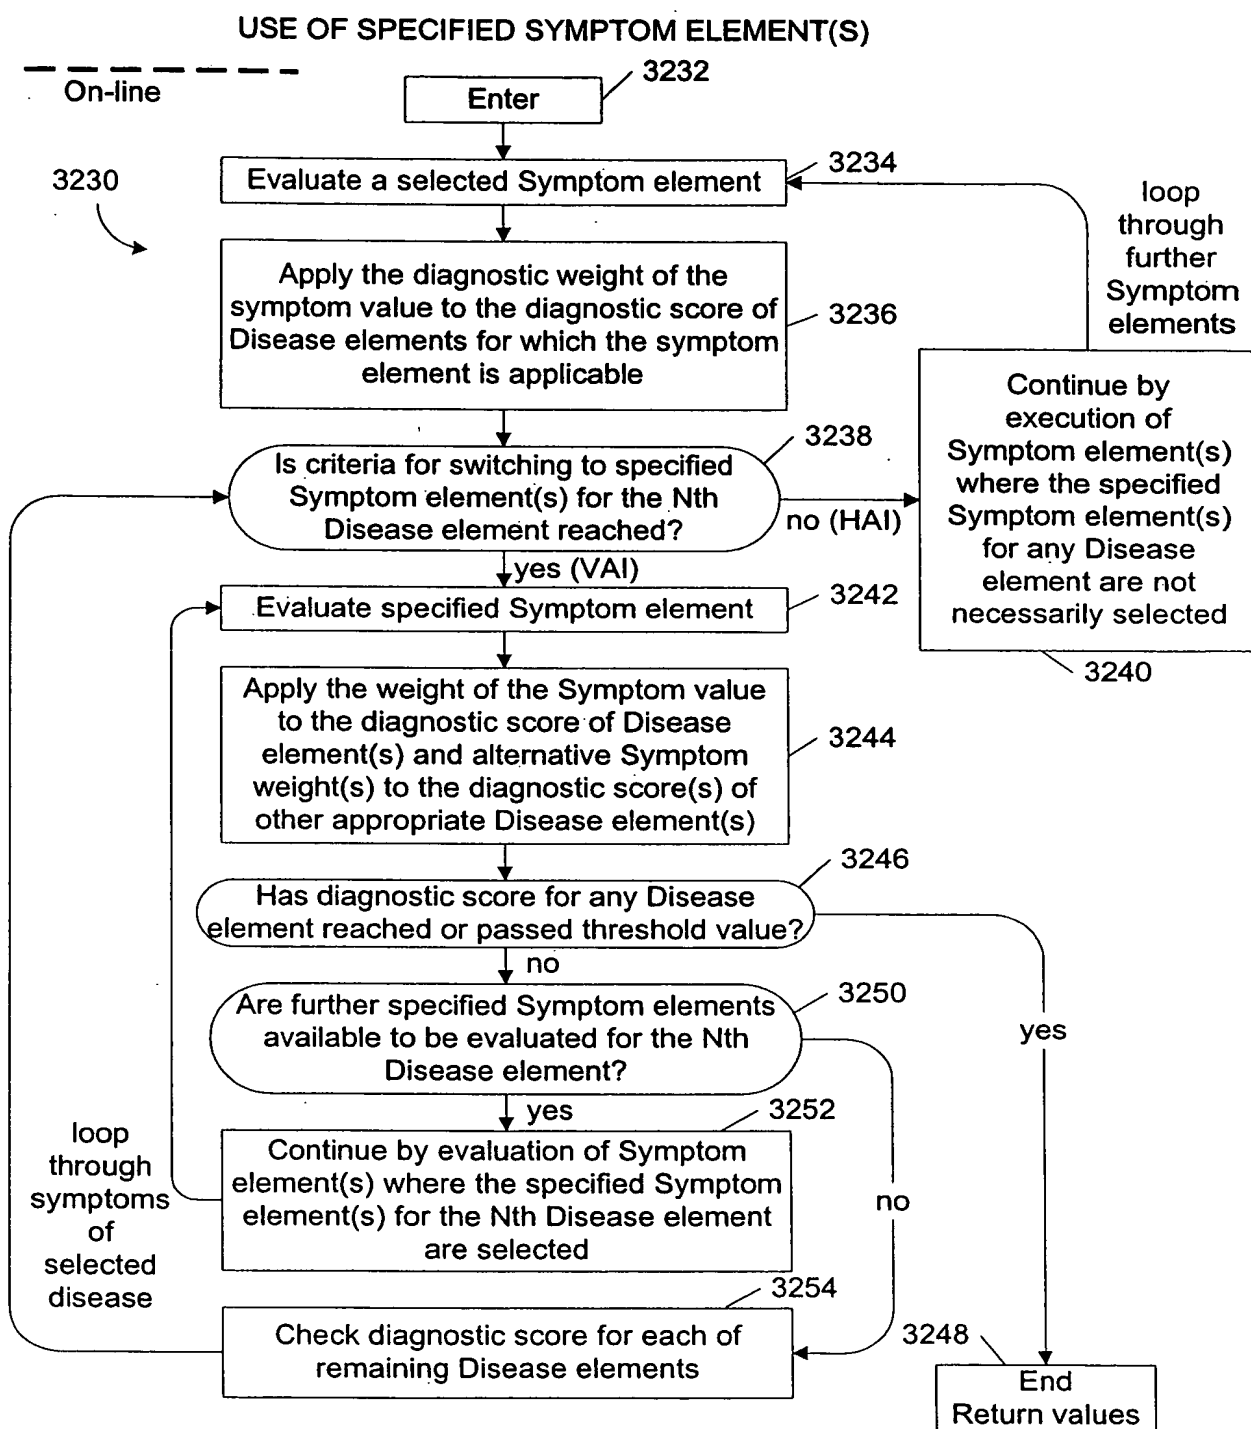 USE OF SPECIFIED SYMPTOM ELEMENT(S)
On-line
3232
Enter
3230
3234
Evaluate a selected Symptom element
loop
through
further
Symptom
elements
Apply the diagnostic weight of the
symptom value to the diagnostic score of
Disease elements for which the symptom
element is applicable
3236
Continue by
execution of
Symptom element(s)
where the specified
Symptom element(s)
for any Disease
element are not
necessarily selected
3240
3238
Is criteria for switching to specified
Symptom element(s) for the Nth
Disease element reached?
no (HAI)
yes (VAI)
Evaluate specified Symptom element
3242
Apply the weight of the Symptom value
to the diagnostic score of Disease
element(s) and alternative Symptom
weight(s) to the diagnostic score(s) of
other appropriate Disease element(s)
3244
3246
Has diagnostic score for any Disease
element reached or passed threshold value?
no
yes
3250
Are further specified Symptom elements
available to be evaluated for the Nth
Disease element?
yes
no
3252
Continue by evaluation of Symptom
element(s) where the specified Symptom
element(s) for the Nth Disease element
are selected
loop
through
symptoms
of
selected
disease
3254
Check diagnostic score for each of
remaining Disease elements
3248
End
Return values